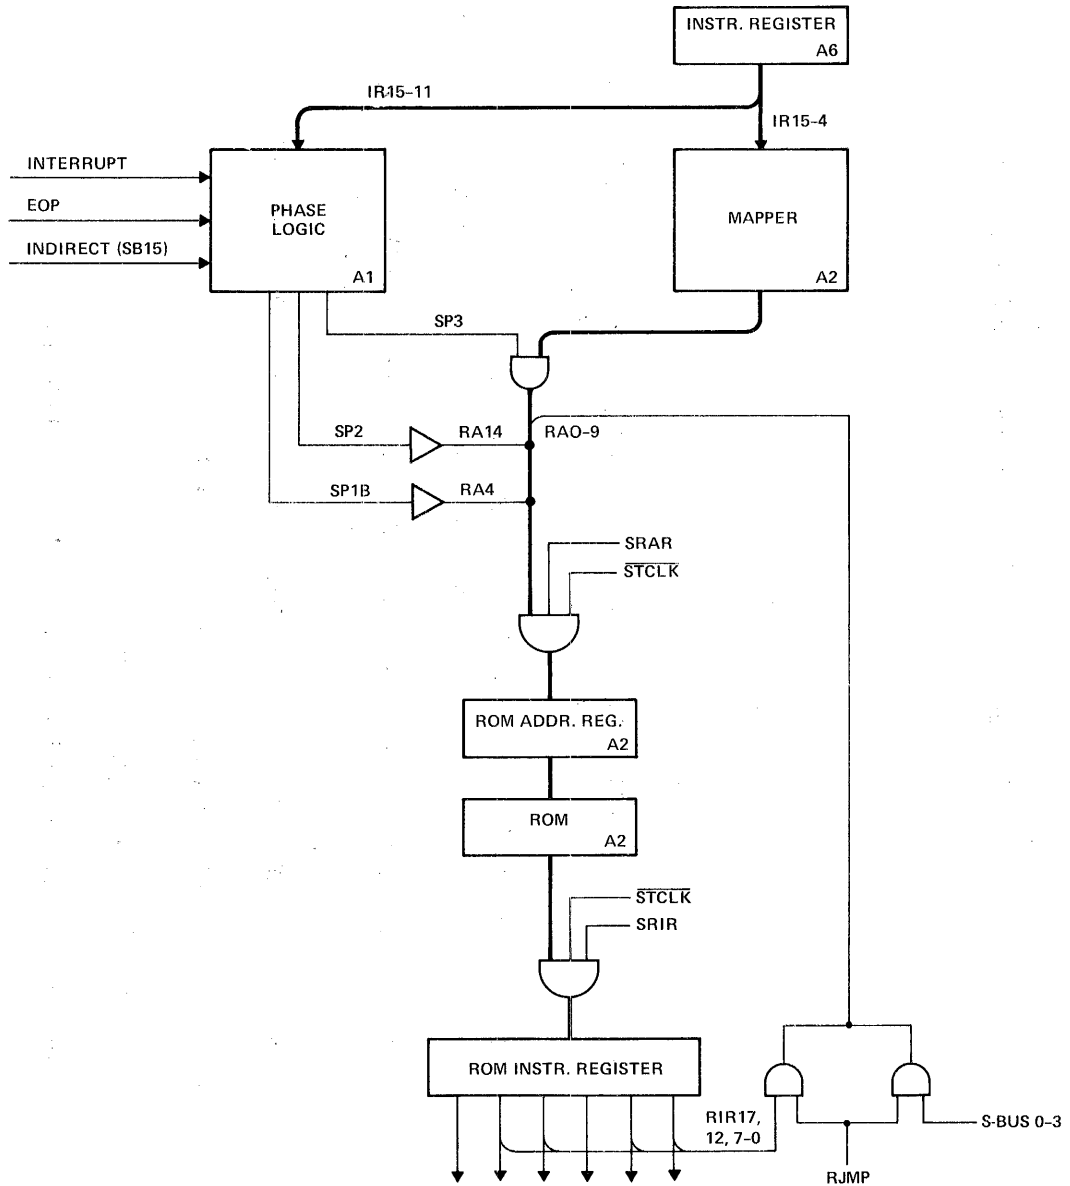 INSTR. REGISTER
A6
IR15-11
IR15-4
INTERRUPT
EOP
INDIRECT (SB15)
PHASE
LOGIC
A1
MAPPER
A2
SP3
SP2
RA14
RAO-9
SP1B
RA4
SRAR
STCLK
ROM ADDR. REG.
A2
ROM
A2
STCLK
SRIR
ROM INSTR. REGISTER
RIR17,
12, 7-0
S-BUS 0-3
RJMP